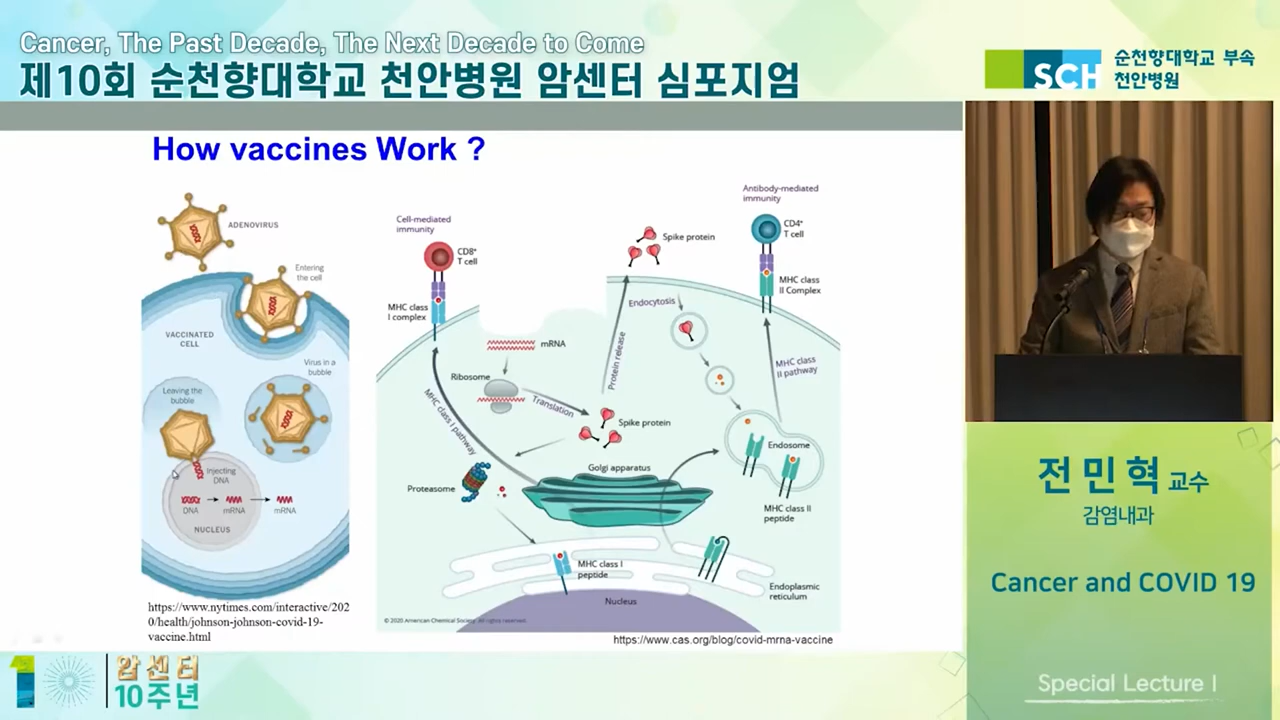 Cancer, The Past Decade, The Next Decade to Come
제10회 순천향대학교 천안병원 암센터 심포지엄
SCH
순천향대학교 부속
천안병원
How vaccines Work ?
ADENOVIRUS
Entering
the cell
VACCINATED
CELL
Virus in a
bubble
Leaving the
bubble
Injecting
DNA
DNA
mRNA
mRNA
NUCLEUS
https://www.nytimes.com/interactive/202
0/health/johnson-johnson-covid-19-
vaccine.html
Cell-mediated
immunity
CD8+
T cell
MHC class
I complex
mRNA
Ribosome
Translation
MHC class I pathway
Protein release
Spike protein
Spike protein
Endocytosis
Antibody-mediated
immunity
CD4+
T cell
MHC class
II Complex
MHC class
II pathway
Endosome
MHC class II
peptide
Golgi apparatus
Proteasome
MHC class I
peptide
Endoplasmic
reticulum
Nucleus
© 2020 American Chemical Society. All rights reserved.
https://www.cas.org/blog/covid-mrna-vaccine
전민혁 교수
감염내과
Cancer and COVID 19
Special Lecture I
10
암센터
10주년